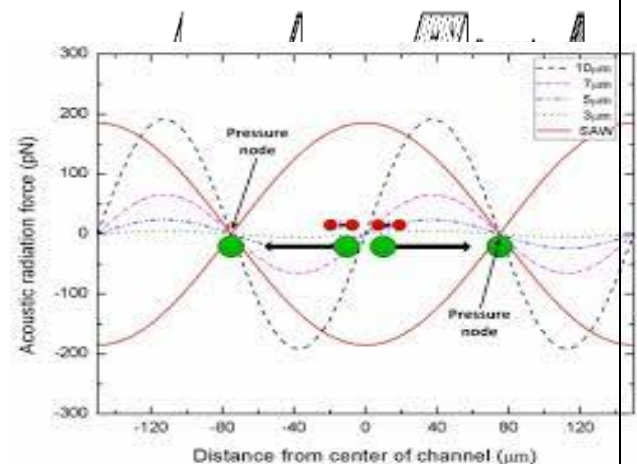 300
200
100
0
-100
-200
-300
Acoustic radiation force (pN)
10μm
7μm
5μm
3μm
SAW
Pressure
node
Pressure
node
-120
-80
-40
0
40
80
120
Distance from center of channel (μm)